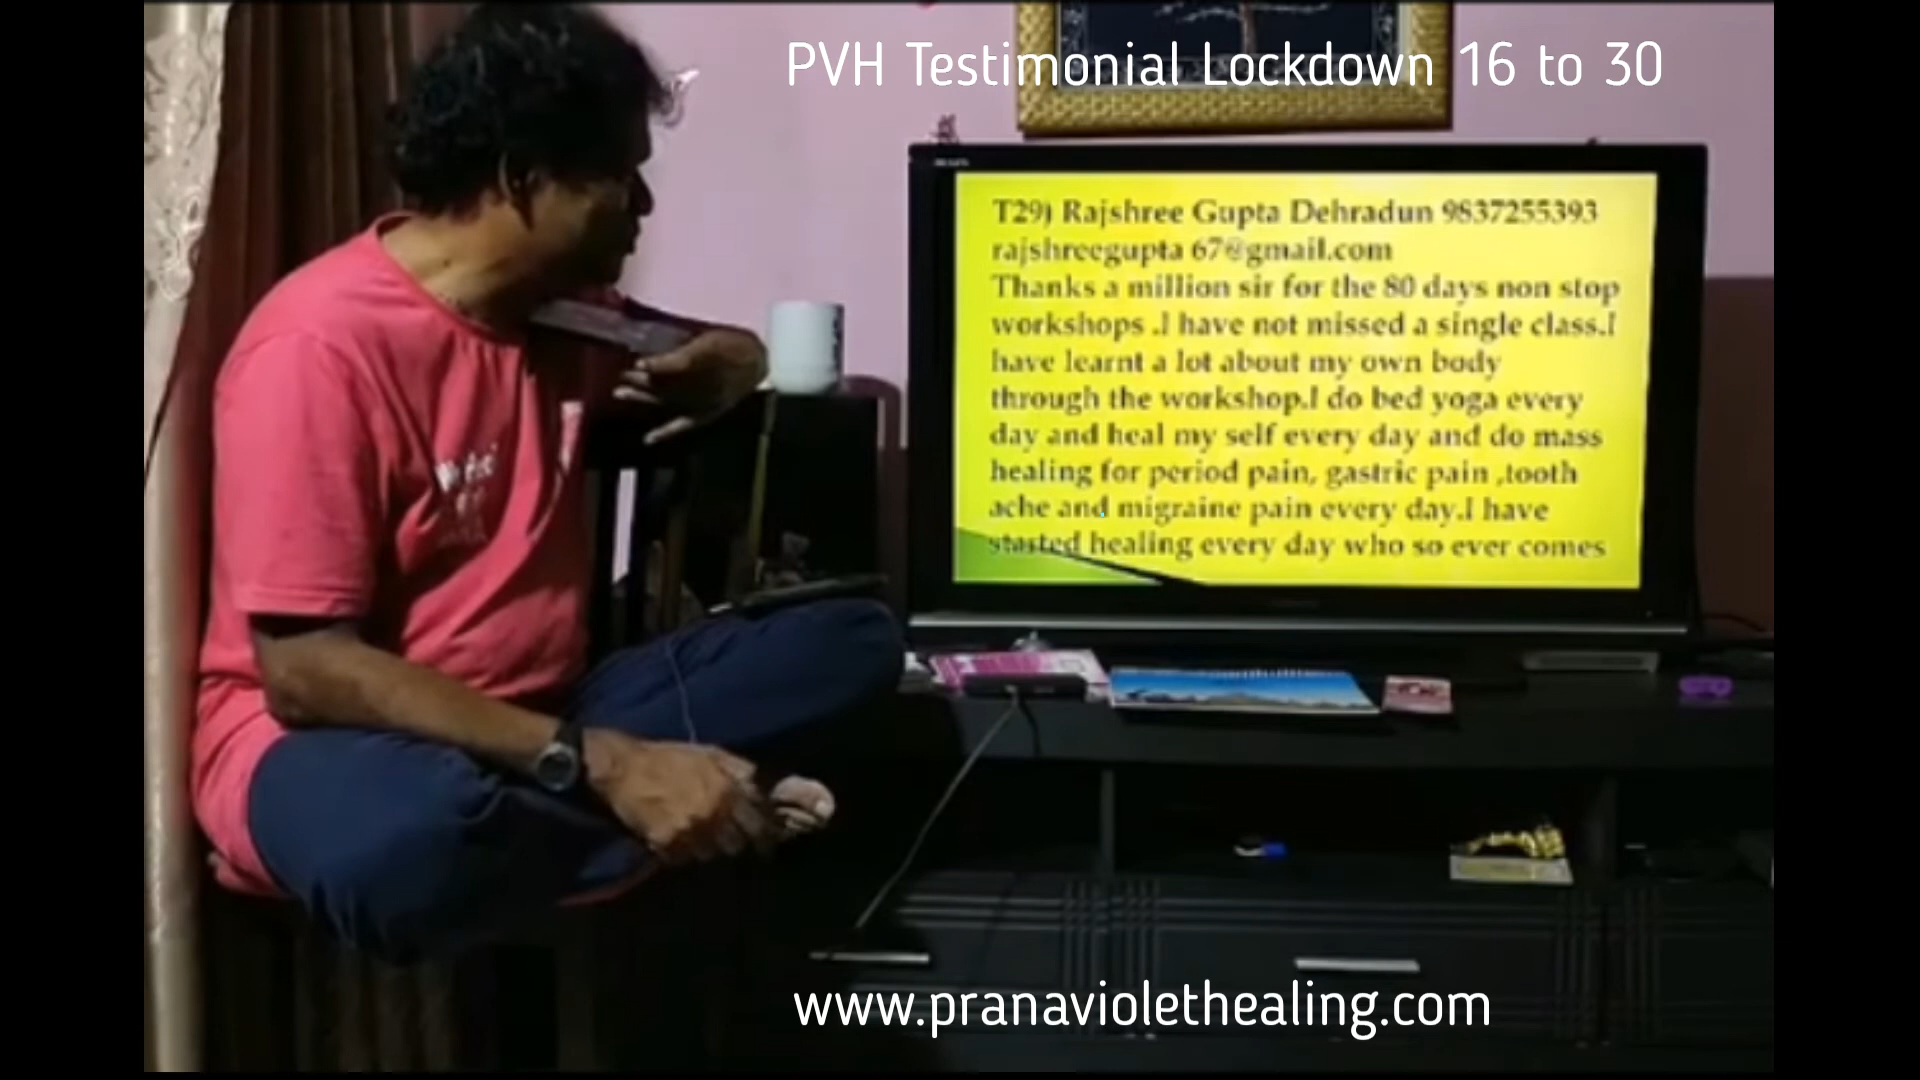 PVH Testimonial Lockdown 16 to 30
T29) Rajshree Gupta Dehradun 9837255393
rajshreegupta 67@gmail.com
Thanks a million sir for the 80 days non stop
workshops .I have not missed a single class.I
have learnt a lot about my own body
through the workshop.I do bed yoga every
day and heal my self every day and do mass
healing for period pain, gastric pain ,tooth
ache and migraine pain every day.I have
started healing every day who so ever comes
www.pranaviolethealing.com